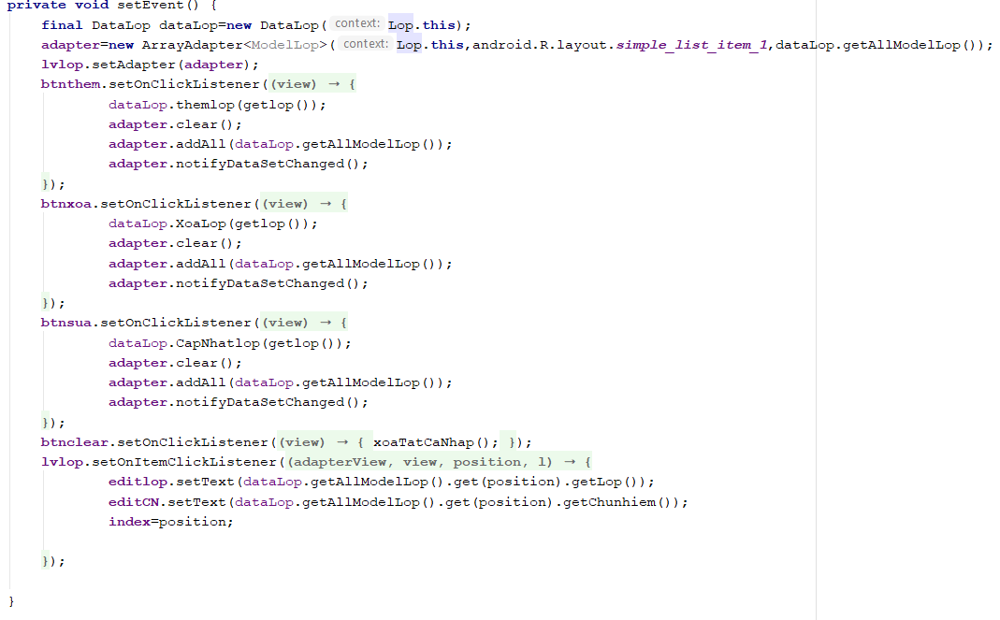 private void setEvent() {
final DataLop dataLop=new DataLop( context: Lop.this);
adapter=new ArrayAdapter<ModelLop>( context: Lop.this,android.R.layout.simple_list_item_1,dataLop.getAllModelLop());
lvlop.setAdapter(adapter);
btnthem.setOnClickListener((view) → {
dataLop.themlop(getlop());
adapter.clear();
adapter.addAll(dataLop.getAllModelLop());
adapter.notifyDataSetChanged();
});
btnxoa.setOnClickListener((view) → {
dataLop.XoaLop(getlop());
adapter.clear();
adapter.addAll(dataLop.getAllModelLop());
adapter.notifyDataSetChanged();
});
btnsua.setOnClickListener((view) → {
dataLop.CapNhatlop(getlop());
adapter.clear();
adapter.addAll(dataLop.getAllModelLop());
adapter.notifyDataSetChanged();
});
btnclear.setOnClickListener((view) → { xoaTatCaNhap(); });
lvlop.setOnItemClickListener((adapterView, view, position, l) → {
editlop.setText(dataLop.getAllModelLop().get(position).getLop());
editCN.setText(dataLop.getAllModelLop().get(position).getChunhiem());
index=position;
});
}